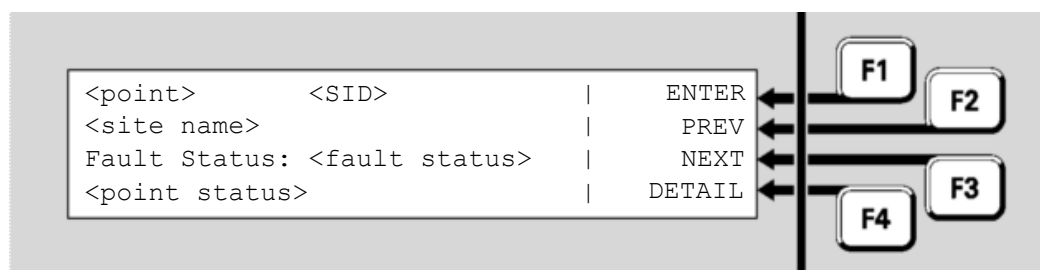 <point> <SID> | ENTER
<site name> | PREV
Fault Status: <fault status> | NEXT
<point status> | DETAIL
F1
F2
F3
F4